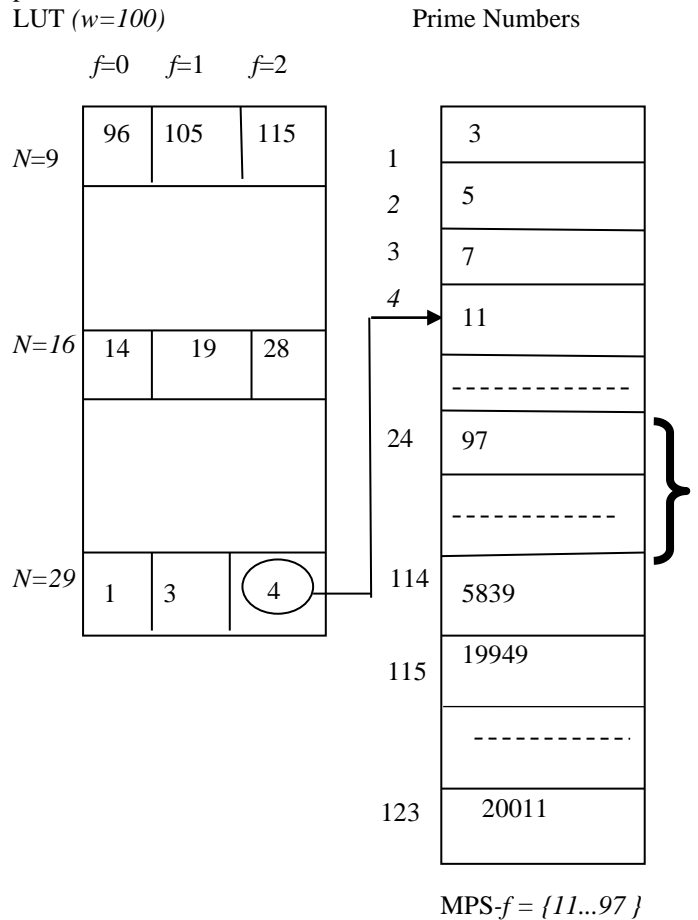 LUT (w=100)
Prime Numbers
f=0 f=1 f=2
N=9
96 105 115
N=16
14 19 28
N=29
1 3 4
1
3
2
5
3
7
4
11
24
97
114
5839
115
19949
123
20011
MPS-f = {11...97 }